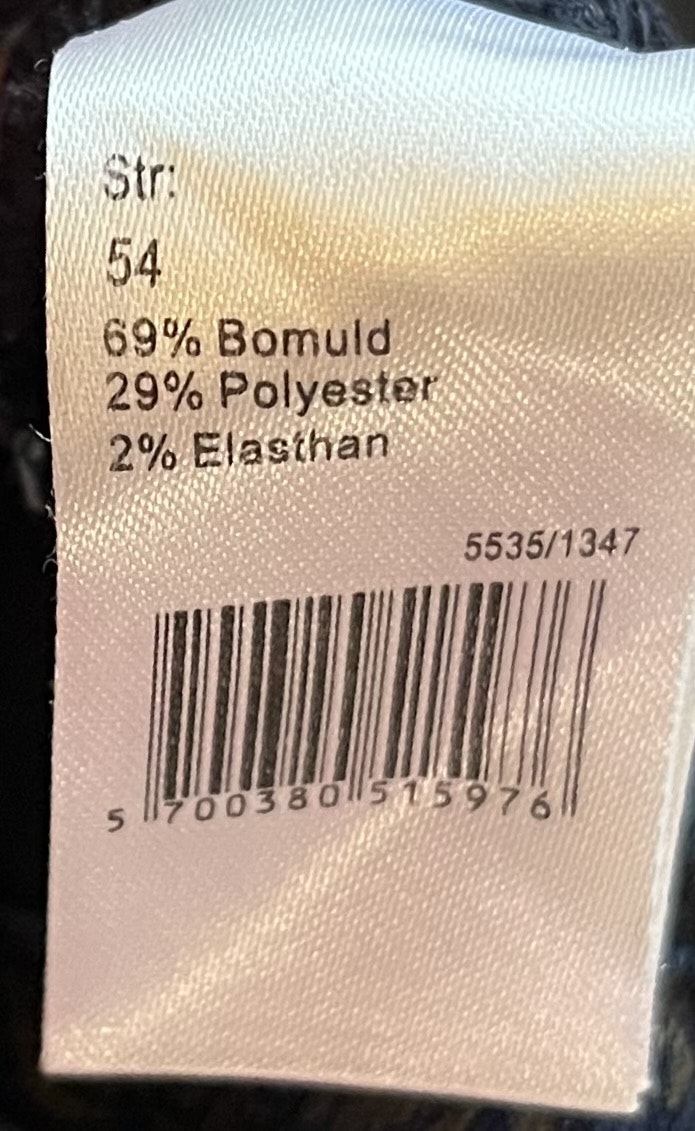 Str:
54
69% Bomuld
29% Polyester
2% Elasthan
5535/1347
5 700380 515976